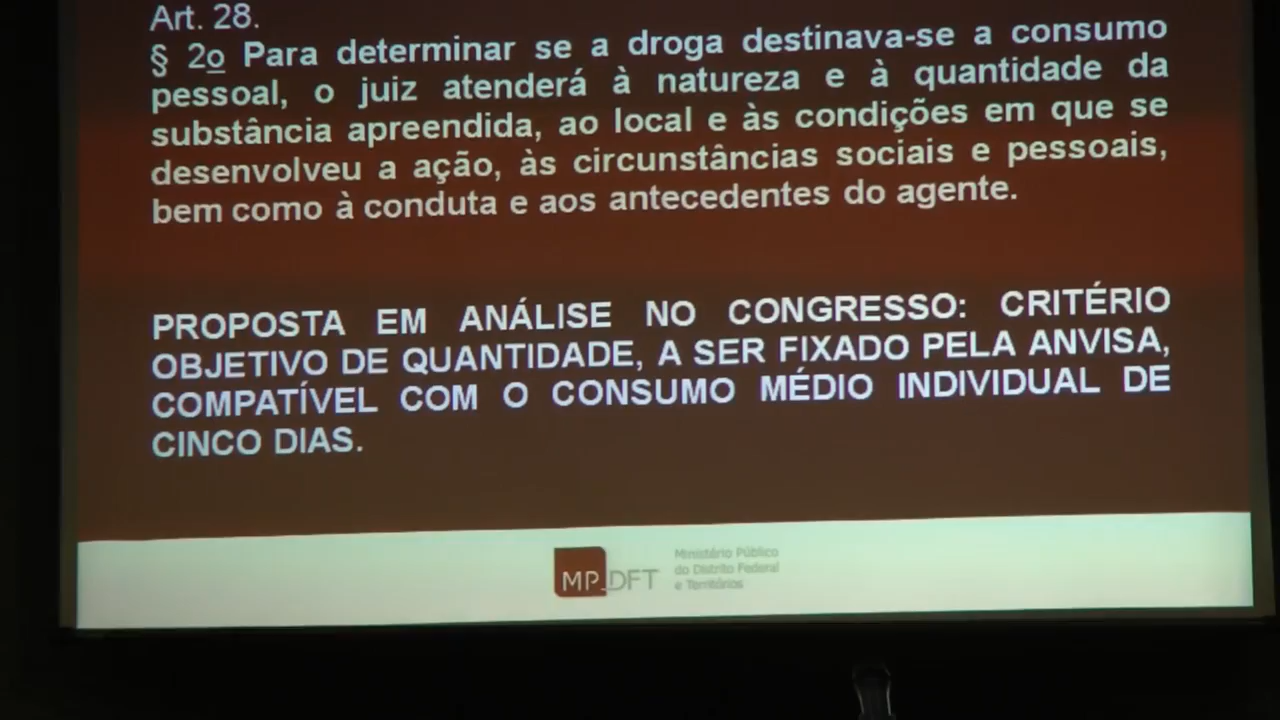 Art. 28.
§ 2o Para determinar se a droga destinava-se a consumo
pessoal, o juiz atenderá à natureza e à quantidade da
substância apreendida, ao local e às condições em que se
desenvolveu a ação, às circunstâncias sociais e pessoais,
bem como à conduta e aos antecedentes do agente.
PROPOSTA EM ANÁLISE NO CONGRESSO: CRITÉRIO
OBJETIVO DE QUANTIDADE, A SER FIXADO PELA ANVISA,
COMPATÍVEL COM O CONSUMO MÉDIO INDIVIDUAL DE
CINCO DIAS.
MPDFT
Ministério Público
do Distrito Federal
e Territórios